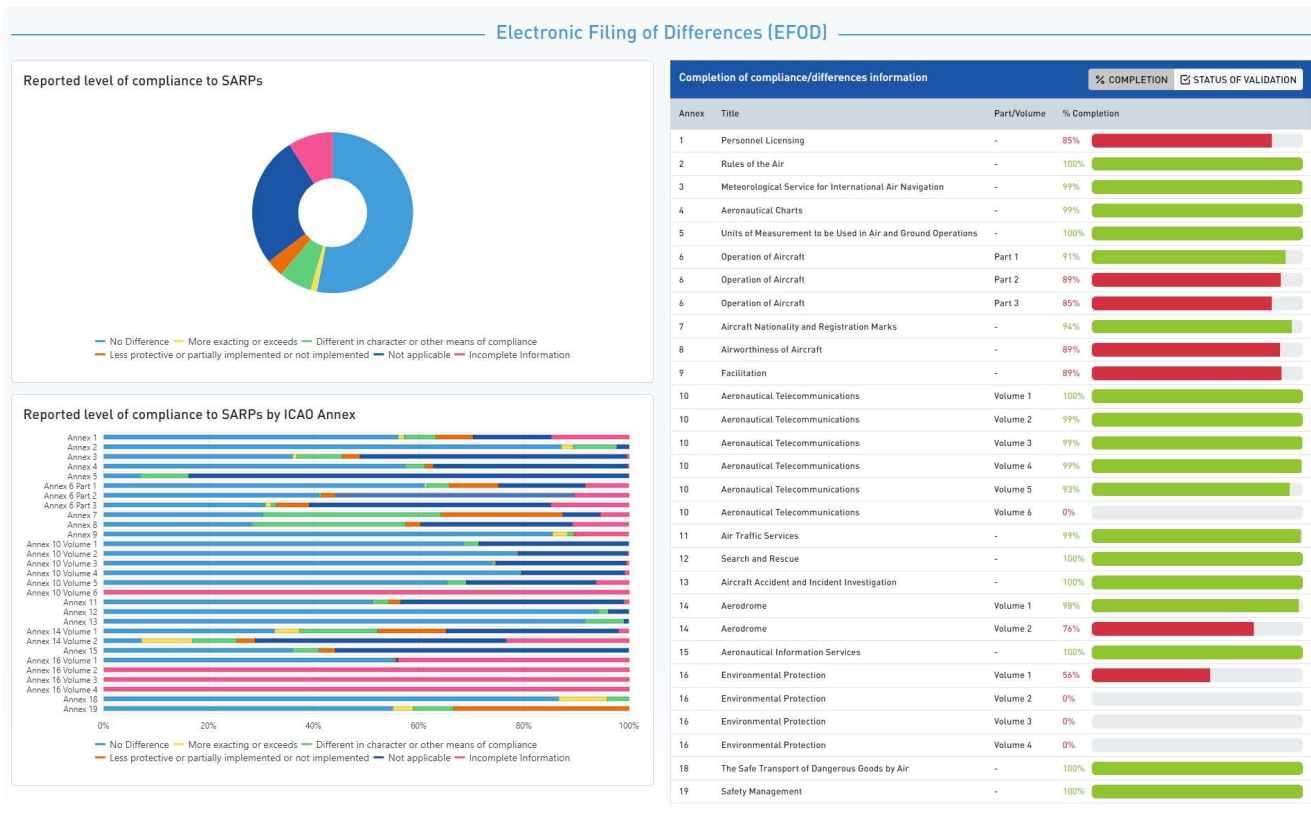 Electronic Filing of Differences (EFOD)
Reported level of compliance to SARPs
No Difference More exacting or exceeds Different in character or other means of compliance
Less protective or partially implemented or not implemented Not applicable Incomplete Information
Reported level of compliance to SARPs by ICAO Annex
Annex 1
Annex 2
Annex 3
Annex 4
Annex 5
Annex 6 Part 1
Annex 6 Part 2
Annex 6 Part 3
Annex 7
Annex 8
Annex 9
Annex 10 Volume 1
Annex 10 Volume 2
Annex 10 Volume 3
Annex 10 Volume 4
Annex 10 Volume 5
Annex 10 Volume 6
Annex 11
Annex 12
Annex 13
Annex 14 Volume 1
Annex 14 Volume 2
Annex 15
Annex 16 Volume 1
Annex 16 Volume 2
Annex 16 Volume 3
Annex 16 Volume 4
Annex 18
Annex 19
0% 20% 40% 60% 80% 100%
No Difference More exacting or exceeds Different in character or other means of compliance
Less protective or partially implemented or not implemented Not applicable Incomplete Information
Completion of compliance/differences information % COMPLETION STATUS OF VALIDATION
Annex Title Part/Volume % Completion
1 Personnel Licensing - 85%
2 Rules of the Air - 100%
3 Meteorological Service for International Air Navigation - 99%
4 Aeronautical Charts - 99%
5 Units of Measurement to be Used in Air and Ground Operations - 100%
6 Operation of Aircraft Part 1 91%
6 Operation of Aircraft Part 2 89%
6 Operation of Aircraft Part 3 85%
7 Aircraft Nationality and Registration Marks - 94%
8 Airworthiness of Aircraft - 89%
9 Facilitation - 89%
10 Aeronautical Telecommunications Volume 1 100%
10 Aeronautical Telecommunications Volume 2 99%
10 Aeronautical Telecommunications Volume 3 99%
10 Aeronautical Telecommunications Volume 4 99%
10 Aeronautical Telecommunications Volume 5 93%
10 Aeronautical Telecommunications Volume 6 0%
11 Air Traffic Services - 99%
12 Search and Rescue - 100%
13 Aircraft Accident and Incident Investigation - 100%
14 Aerodrome Volume 1 98%
14 Aerodrome Volume 2 76%
15 Aeronautical Information Services - 100%
16 Environmental Protection Volume 1 56%
16 Environmental Protection Volume 2 0%
16 Environmental Protection Volume 3 0%
16 Environmental Protection Volume 4 0%
18 The Safe Transport of Dangerous Goods by Air - 100%
19 Safety Management - 100%